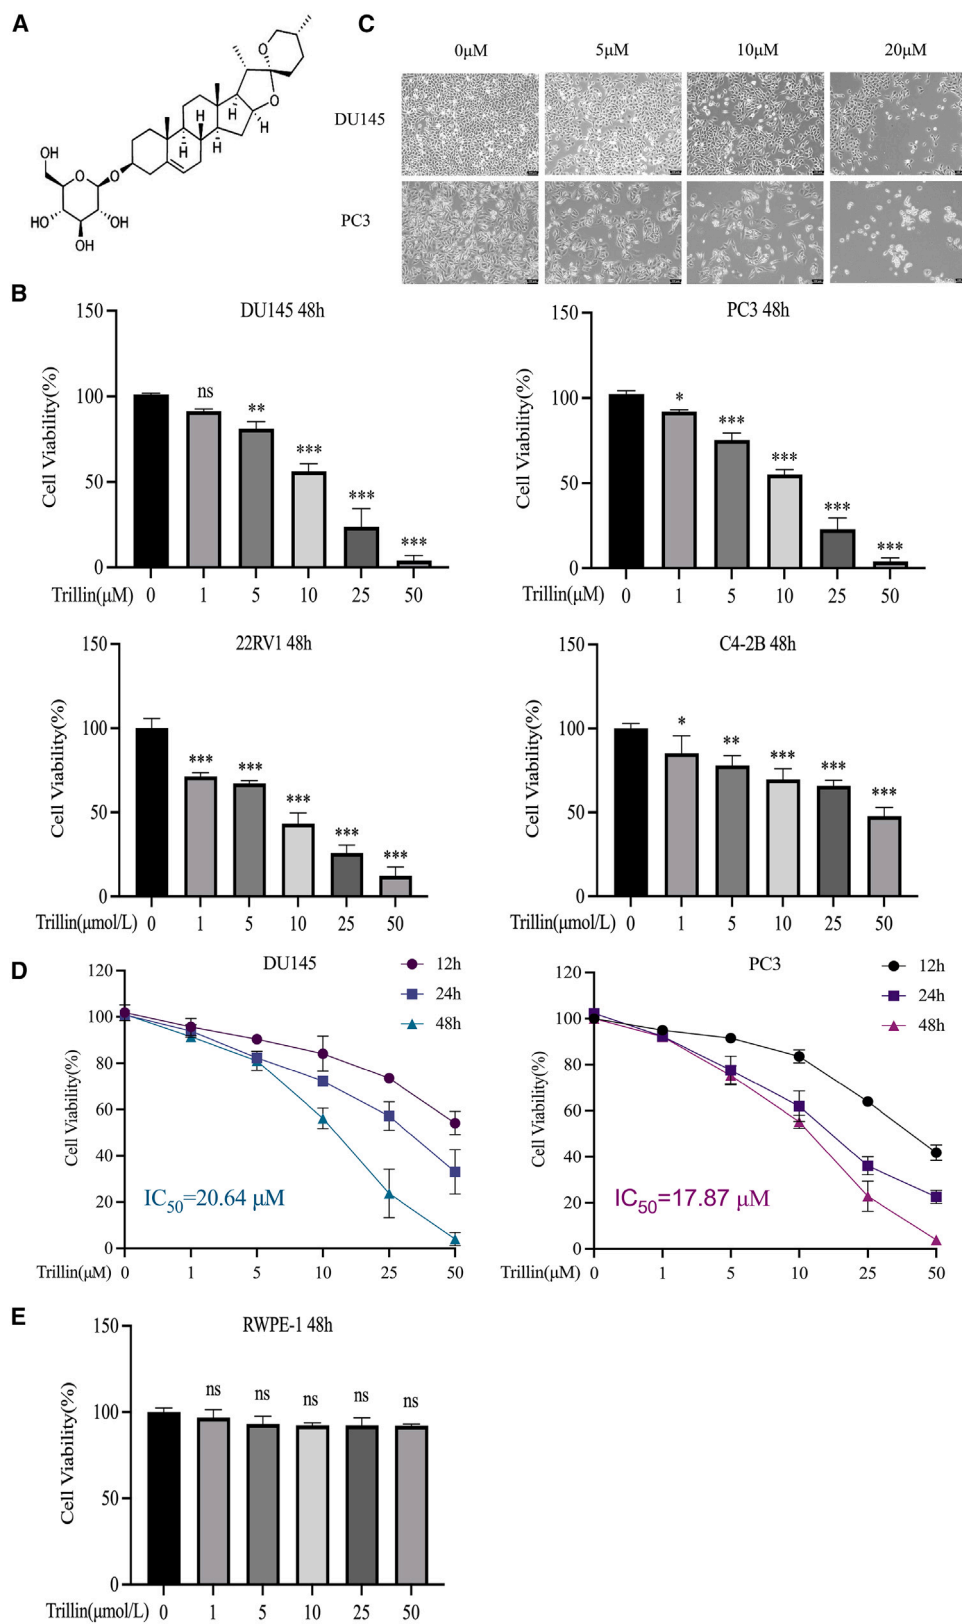 A
O
O
H
H
H
H
H
OH
O
O
HO
OH
OH
C
0μM 5μM 10μM 20μM
DU145
PC3
B
DU145 48h
Cell Viability(%)
150
100
50
0
ns ** *** *** ***
Trillin(μM) 0 1 5 10 25 50
PC3 48h
Cell Viability(%)
150
100
50
0
* *** *** *** ***
Trillin(μM) 0 1 5 10 25 50
22RV1 48h
Cell Viability(%)
150
100
50
0
*** *** *** *** ***
Trillin(μmol/L) 0 1 5 10 25 50
C4-2B 48h
Cell Viability(%)
150
100
50
0
* ** *** *** ***
Trillin(μmol/L) 0 1 5 10 25 50
D
DU145
12h
24h
48h
Cell Viability(%)
120
100
80
60
40
20
0
IC50=20.64 μM
Trillin(μM) 0 1 5 10 25 50
PC3
12h
24h
48h
Cell Viability(%)
120
100
80
60
40
20
0
IC50=17.87 μM
Trillin(μM) 0 1 5 10 25 50
E
RWPE-1 48h
Cell Viability(%)
150
100
50
0
ns ns ns ns ns
Trillin(μmol/L) 0 1 5 10 25 50